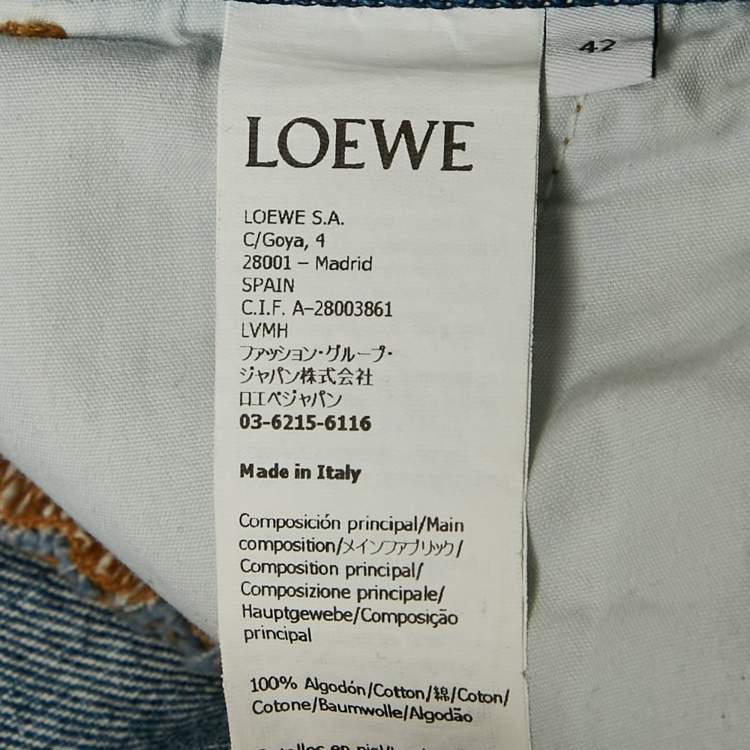 42
LOEWE
LOEWE S.A.
C/Goya, 4
28001 – Madrid
SPAIN
C.I.F. A-28003861
LVMH
ファッション・グループ・
ジャパン株式会社
ロエベジャパン
03-6215-6116
Made in Italy
Composición principal/Main
composition/メインファブリック/
Composition principal/
Composizione principale/
Hauptgewebe/Composição
principal
100% Algodón/Cotton/綿/Coton/
Cotone/Baumwolle/Algodão
en